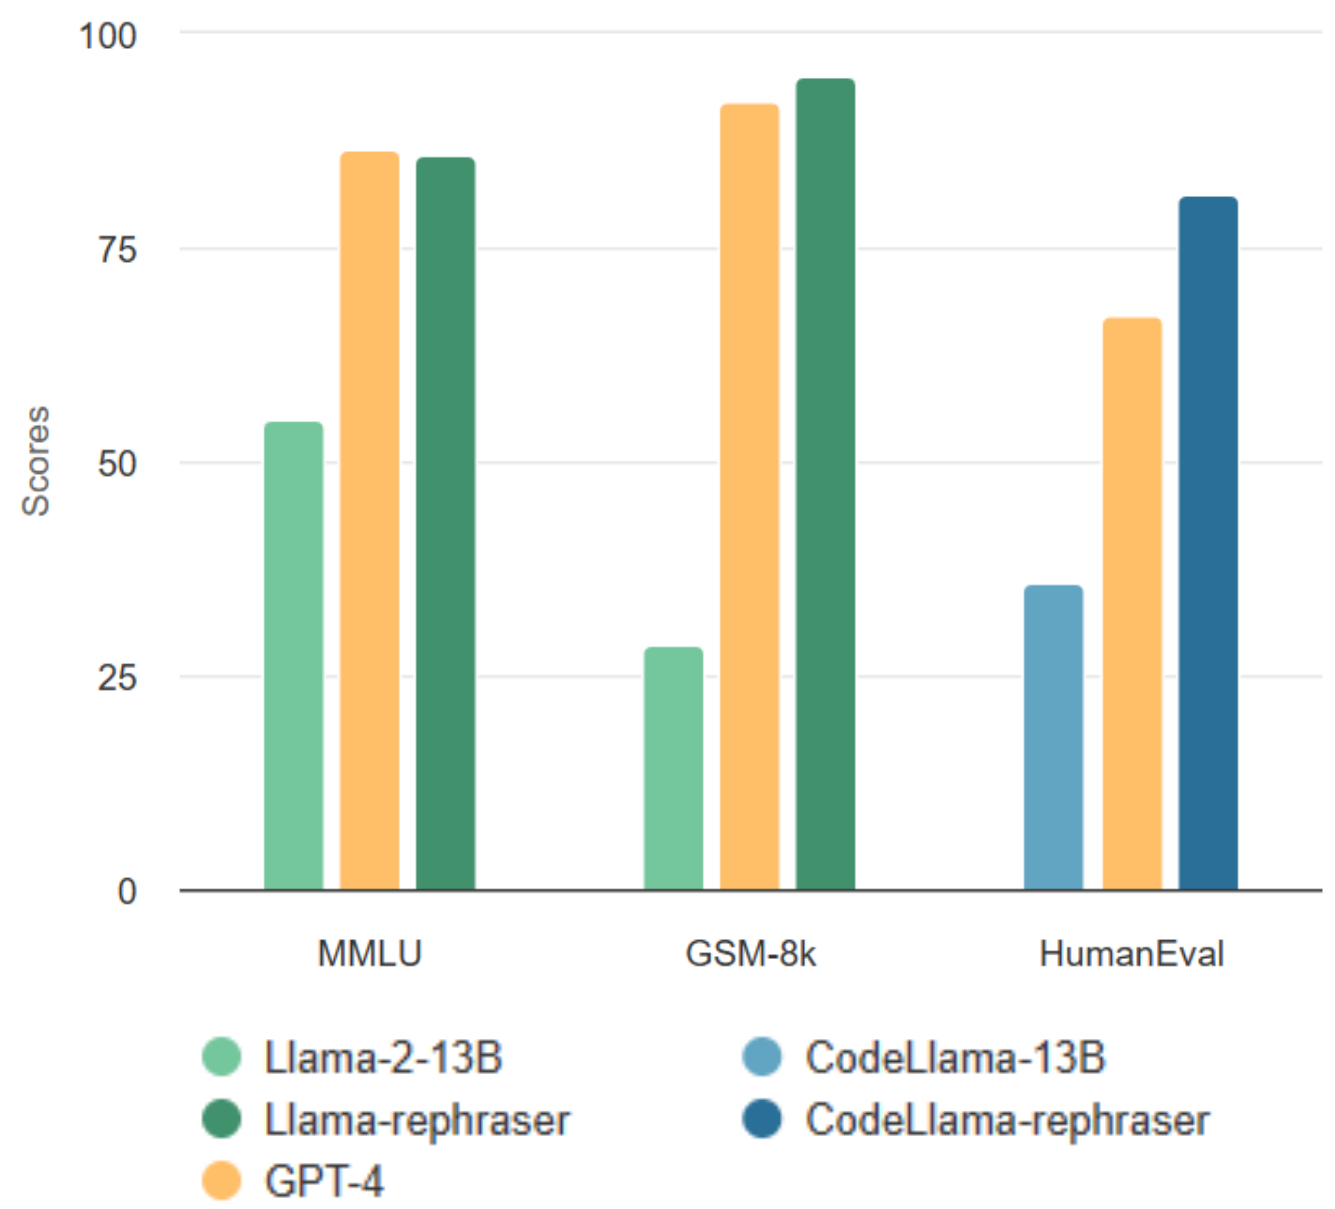 100
75
50
25
0
Scores
MMLU GSM-8k HumanEval
Llama-2-13B CodeLlama-13B
Llama-rephraser CodeLlama-rephraser
GPT-4